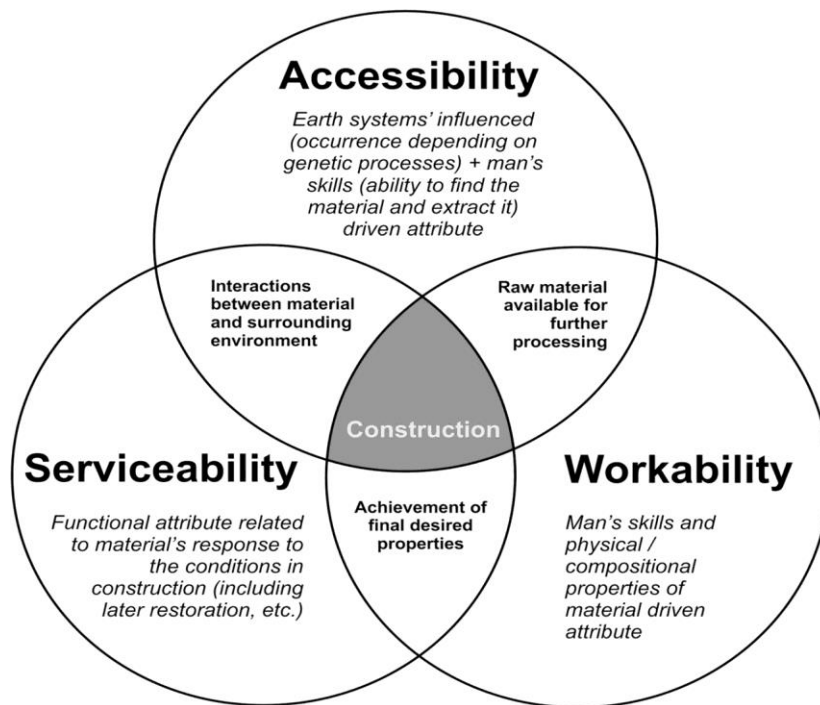 Accessibility
Earth systems' influenced
(occurrence depending on
genetic processes) + man's
skills (ability to find the
material and extract it)
driven attribute
Interactions
between material
and surrounding
environment
Raw material
available for
further
processing
Construction
Serviceability
Functional attribute related
to material's response to
the conditions in
construction (including
later restoration, etc.)
Achievement of
final desired
properties
Workability
Man's skills and
physical /
compositional
properties of
material driven
attribute